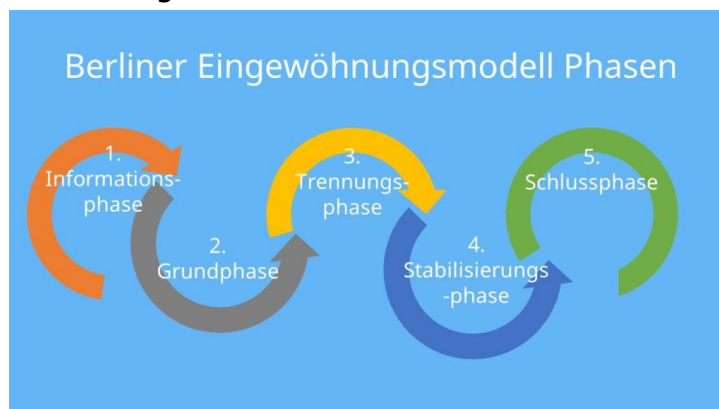 Berliner Eingewöhnungsmodell Phasen
1.
Informations-
phase
2.
Grundphase
3.
Trennungs-
phase
4.
Stabilisierungs
-phase
5.
Schlussphase